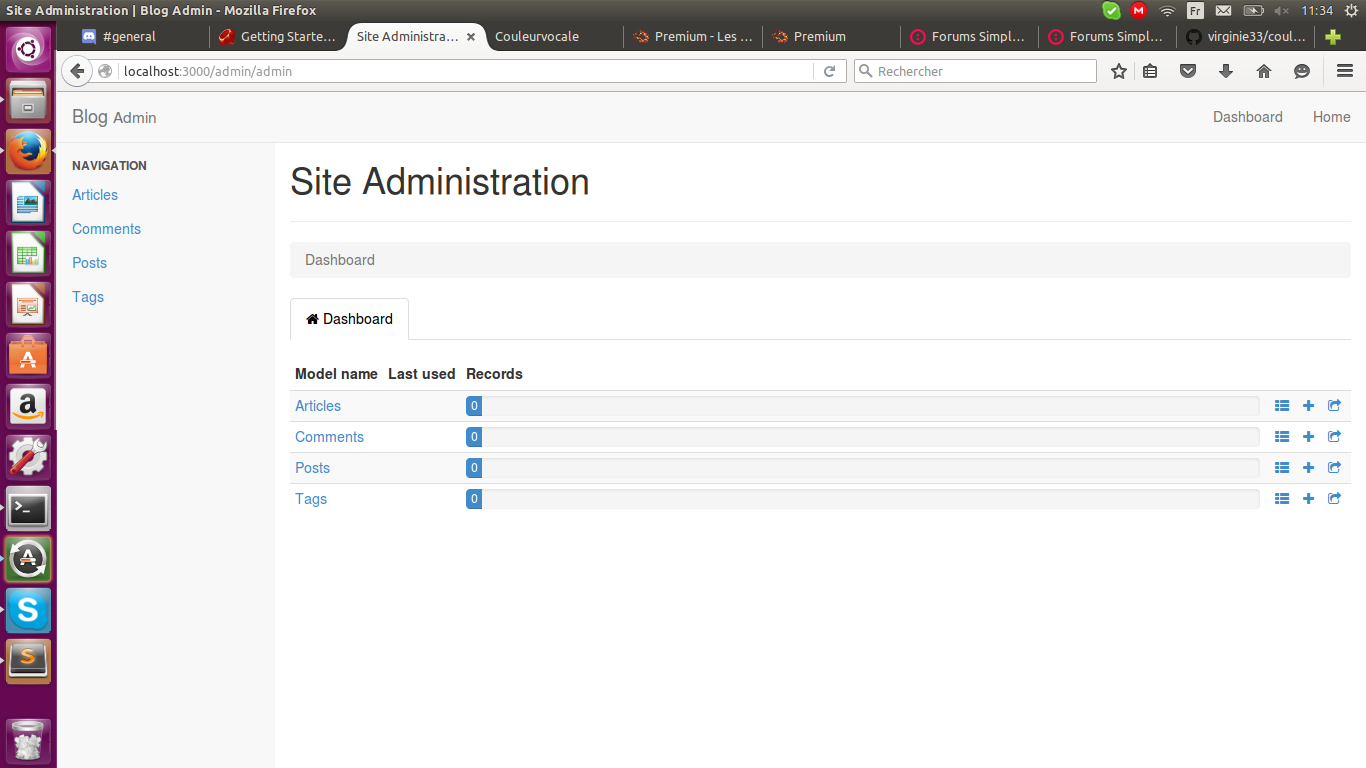 Site Administration | Blog Admin - Mozilla Firefox
Fr
11:34
#general
Getting Starte...
Site Administra...
Couleurvocale
Premium - Les ...
Premium
Forums Simpl...
Forums Simpl...
virginie33/coul...
localhost:3000/admin/admin
Rechercher
Blog Admin
Dashboard
Home
NAVIGATION
Articles
Comments
Posts
Tags
Site Administration
Dashboard
Dashboard
Model name Last used Records
Articles 0
Comments 0
Posts 0
Tags 0